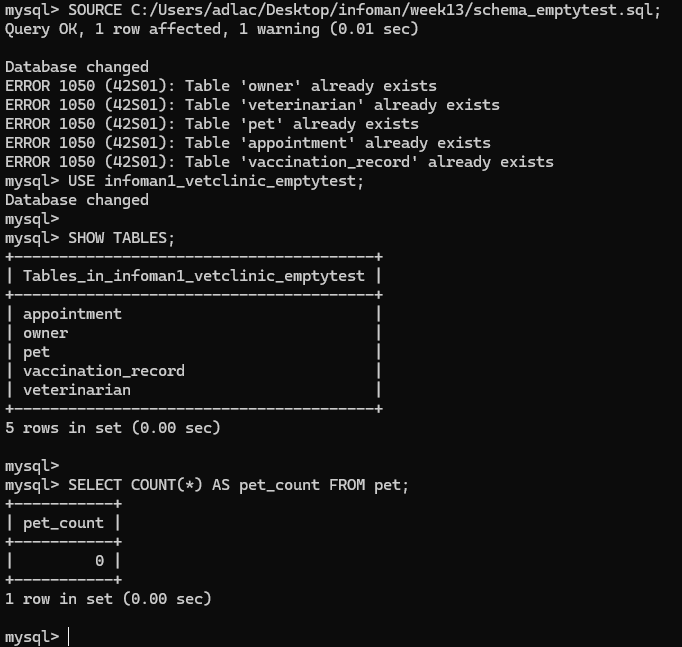 mysql> SOURCE C:/Users/adlac/Desktop/infoman/week13/schema_emptytest.sql;
Query OK, 1 row affected, 1 warning (0.01 sec)

Database changed
ERROR 1050 (42S01): Table 'owner' already exists
ERROR 1050 (42S01): Table 'veterinarian' already exists
ERROR 1050 (42S01): Table 'pet' already exists
ERROR 1050 (42S01): Table 'appointment' already exists
ERROR 1050 (42S01): Table 'vaccination_record' already exists
mysql> USE infoman1_vetclinic_emptytest;
Database changed
mysql>
mysql> SHOW TABLES;
+----------------------------------------+
| Tables_in_infoman1_vetclinic_emptytest |
+----------------------------------------+
| appointment                            |
| owner                                  |
| pet                                    |
| vaccination_record                     |
| veterinarian                           |
+----------------------------------------+
5 rows in set (0.00 sec)

mysql>
mysql> SELECT COUNT(*) AS pet_count FROM pet;
+-----------+
| pet_count |
+-----------+
|         0 |
+-----------+
1 row in set (0.00 sec)

mysql>